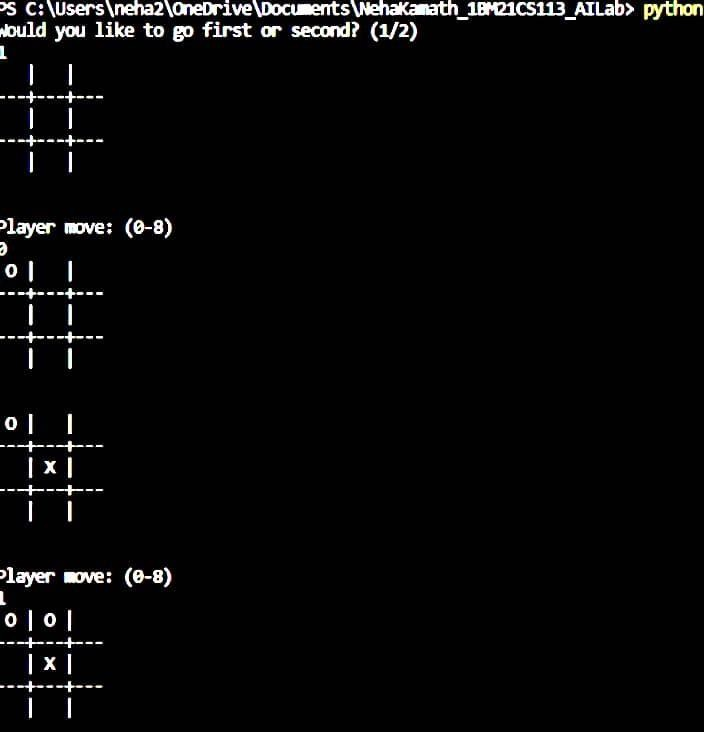 PS C:\Users\neha2\OneDrive\Documents\NehaKamath_1BM21CS113_AILab> python
Would you like to go first or second? (1/2)
1
  |   |
---+---+---
  |   |
---+---+---
  |   |
Player move: (0-8)
0
O |   |
---+---+---
  |   |
---+---+---
  |   |
O |   |
---+---+---
  | X |
---+---+---
  |   |
Player move: (0-8)
1
O | O |
---+---+---
  | X |
---+---+---
  |   |